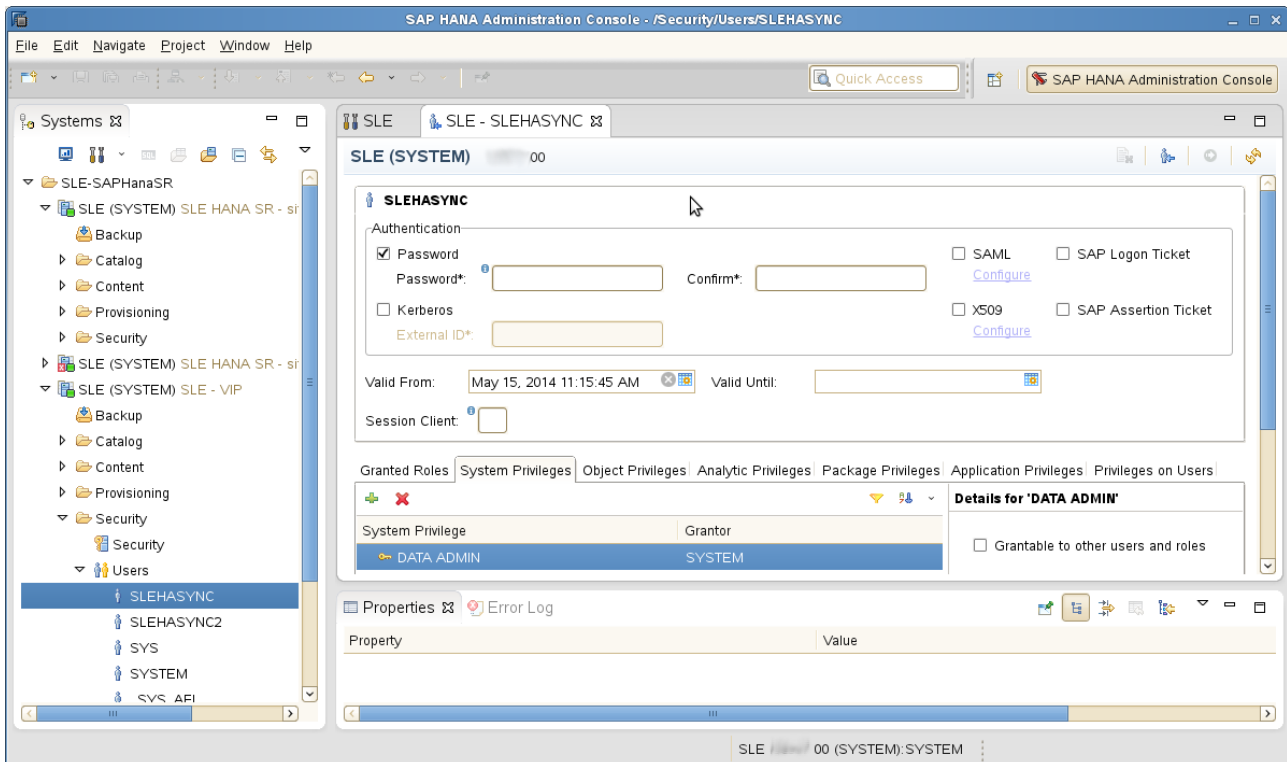 SAP HANA Administration Console - /Security/Users/SLEHASYNC
File Edit Navigate Project Window Help
Quick Access
SAP HANA Administration Console
Systems
SLE
SLE - SLEHASYNC
SLE-SAPHanaSR
SLE (SYSTEM) SLE HANA SR - si
Backup
Catalog
Content
Provisioning
Security
SLE (SYSTEM) SLE HANA SR - si
SLE (SYSTEM) SLE - VIP
Backup
Catalog
Content
Provisioning
Security
Security
Users
SLEHASYNC
SLEHASYNC2
SYS
SYSTEM
_SYS_AFL
SLE (SYSTEM) 00
SLEHASYNC
Authentication
Password
SAML
SAP Logon Ticket
Password*:
Confirm*:
Configure
Kerberos
X509
SAP Assertion Ticket
External ID*:
Configure
Valid From: May 15, 2014 11:15:45 AM Valid Until:
Session Client:
Granted Roles System Privileges Object Privileges Analytic Privileges Package Privileges Application Privileges Privileges on Users
Details for 'DATA ADMIN'
System Privilege Grantor
Grantable to other users and roles
DATA ADMIN SYSTEM
Properties Error Log
Property Value
SLE 00 (SYSTEM):SYSTEM